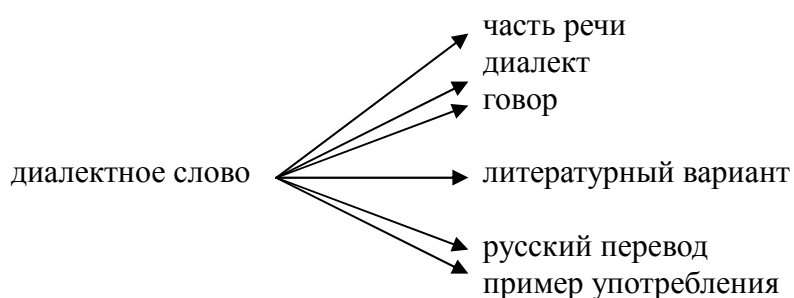 часть речи
диалект
говор
диалектное слово
литературный вариант
русский перевод
пример употребления